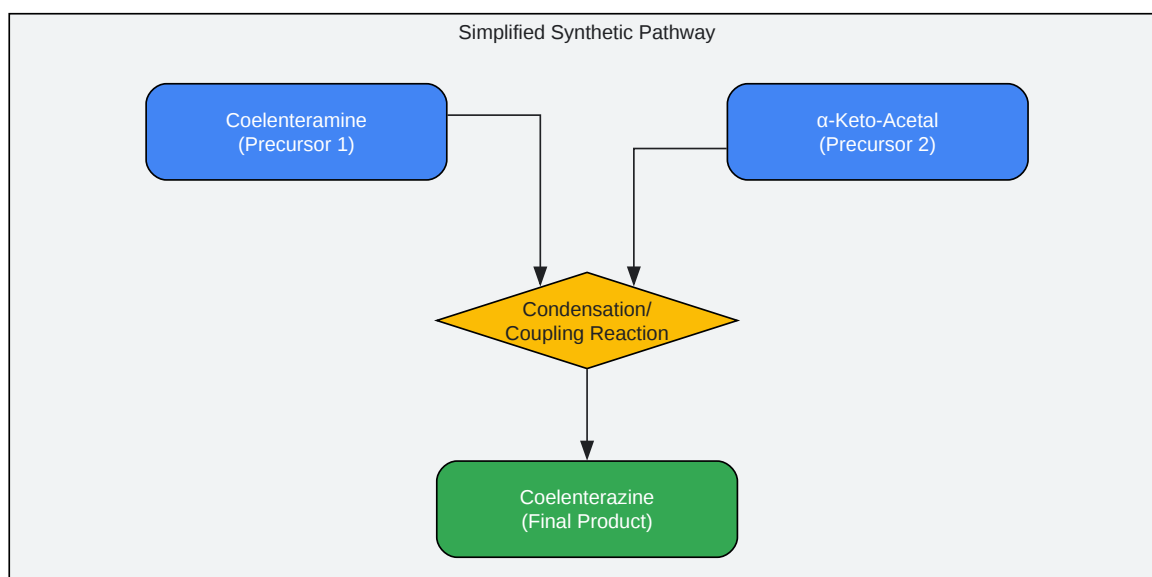 Simplified Synthetic Pathway
Coelenteramine
(Precursor 1)
α-Keto-Acetal
(Precursor 2)
Condensation/
Coupling Reaction
Coelenterazine
(Final Product)